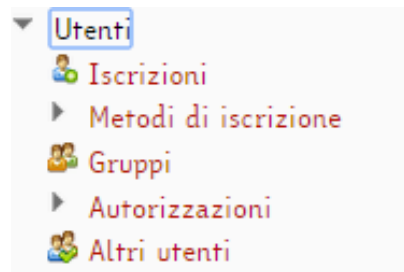 Utenti
Iscrizioni
Metodi di iscrizione
Gruppi
Autorizzazioni
Altri utenti